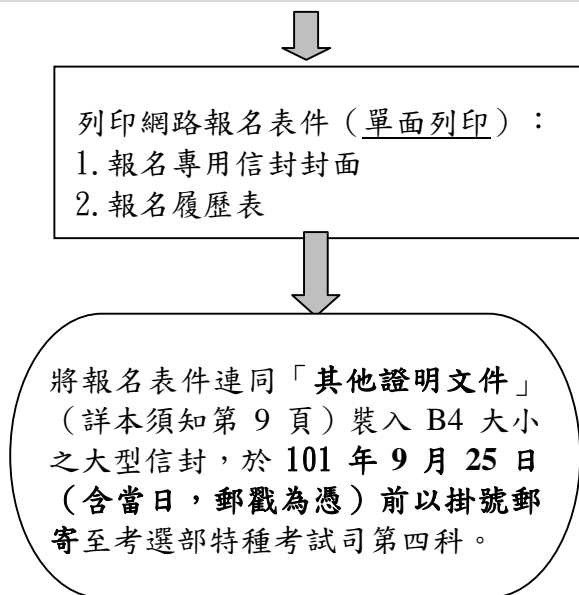 列印網路報名表件（單面列印）：
1.報名專用信封封面
2.報名履歷表
將報名表件連同「其他證明文件」
（詳本須知第 9 頁）裝入 B4 大小
之大型信封，於 101 年 9 月 25 日
（含當日，郵戳為憑）前以掛號郵
寄至考選部特種考試司第四科。